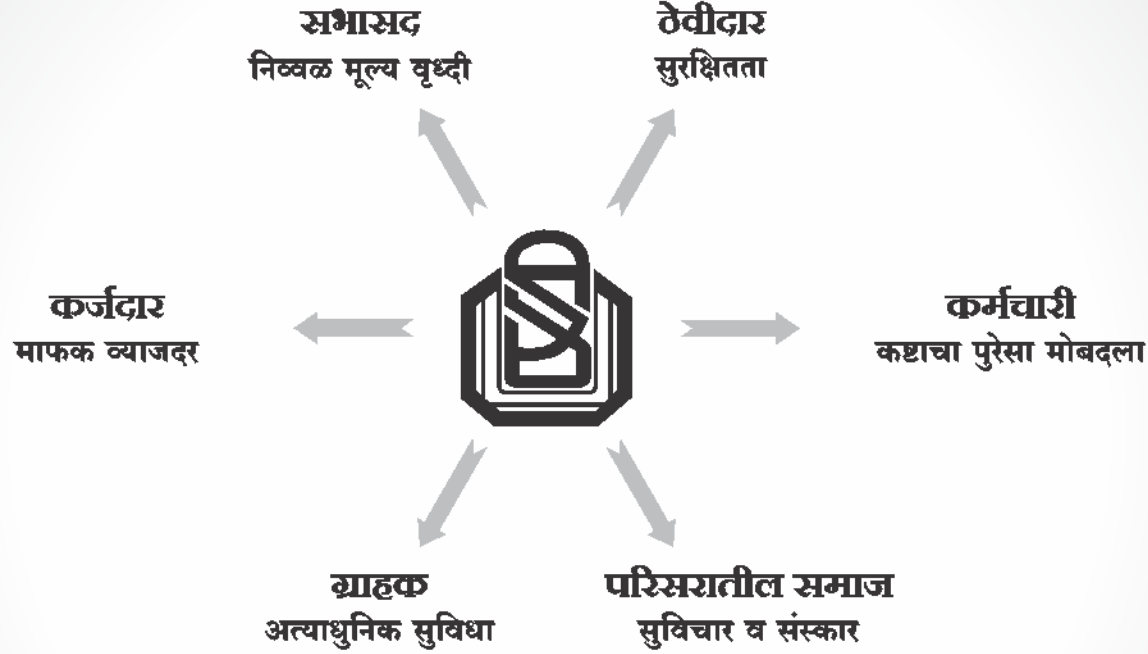 सभासद
निव्वळ मूल्य वृध्दी
ठेवीदार
सुरक्षितता
कर्जदार
माफक व्याजदर
कर्मचारी
कष्टाचा पुरेसा मोबदला
ग्राहक
अत्याधुनिक सुविधा
परिसरातील समाज
सुविचार व संस्कार